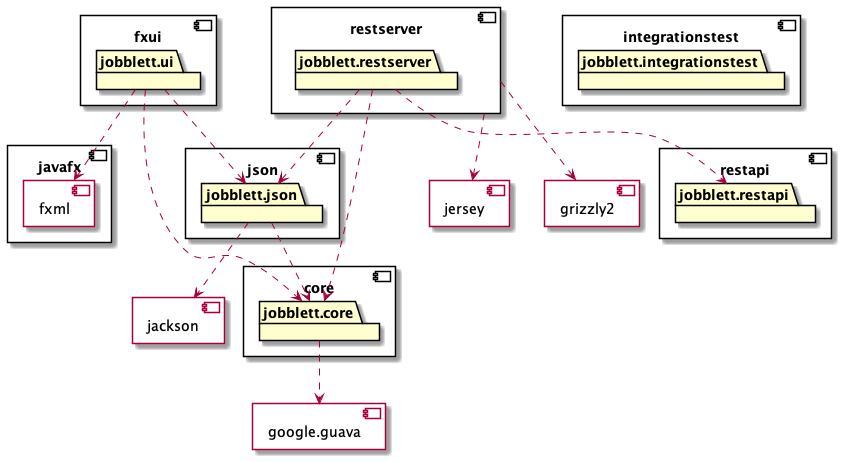 fxui
jobblett.ui
restserver
jobblett.restserver
integrationstest
jobblett.integrationstest
javafx
fxml
json
jobblett.json
jersey
grizzly2
restapi
jobblett.restapi
jackson
core
jobblett.core
google.guava